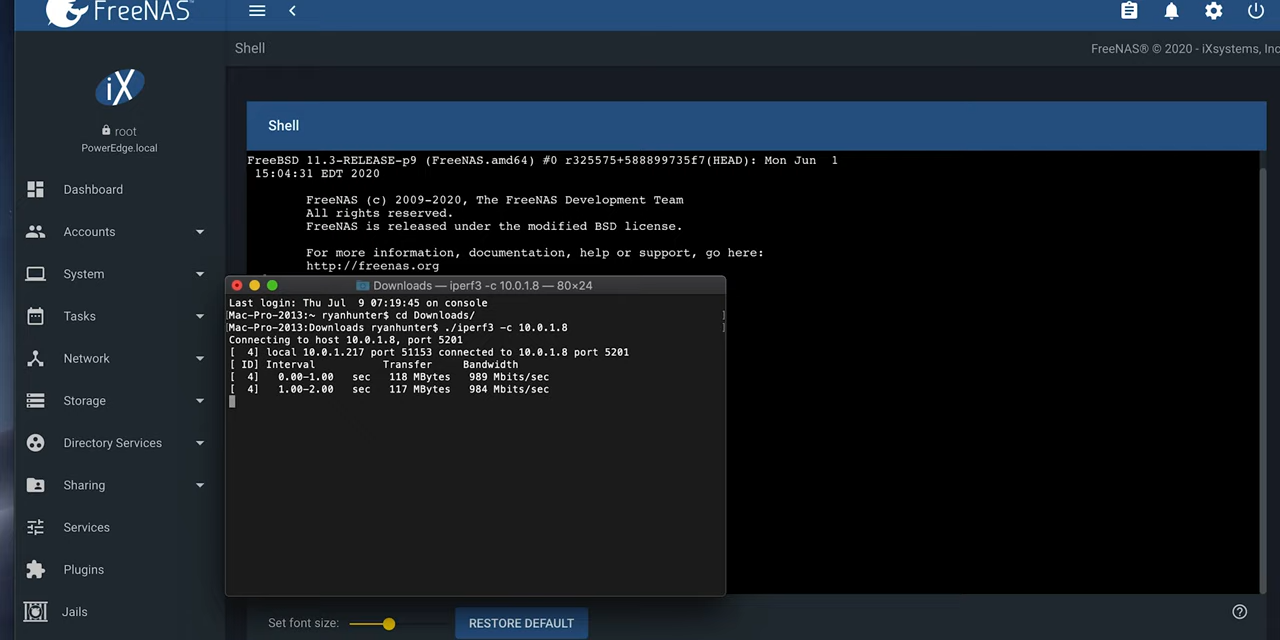 FreeNAS
Shell
FreeNAS® © 2020 - iXsystems, Inc
iX
root
PowerEdge.local
Dashboard
Accounts
System
Tasks
Network
Storage
Directory Services
Sharing
Services
Plugins
Jails
Shell
FreeBSD 11.3-RELEASE-p9 (FreeNAS.amd64) #0 r325575+588899735f7(HEAD): Mon Jun  1
15:04:31 EDT 2020
FreeNAS (c) 2009-2020, The FreeNAS Development Team
All rights reserved.
FreeNAS is released under the modified BSD license.
For more information, documentation, help or support, go here:
http://freenas.org
Downloads — iperf3 -c 10.0.1.8 — 80×24
Last login: Thu Jul  9 07:19:45 on console
[Mac-Pro-2013:~ ryanhunter$ cd Downloads/ ]
[Mac-Pro-2013:Downloads ryanhunter$ ./iperf3 -c 10.0.1.8 ]
Connecting to host 10.0.1.8, port 5201
[  4] local 10.0.1.217 port 51153 connected to 10.0.1.8 port 5201
[ ID] Interval           Transfer     Bandwidth
[  4]   0.00-1.00   sec   118 MBytes   989 Mbits/sec
[  4]   1.00-2.00   sec   117 MBytes   984 Mbits/sec
Set font size:
RESTORE DEFAULT